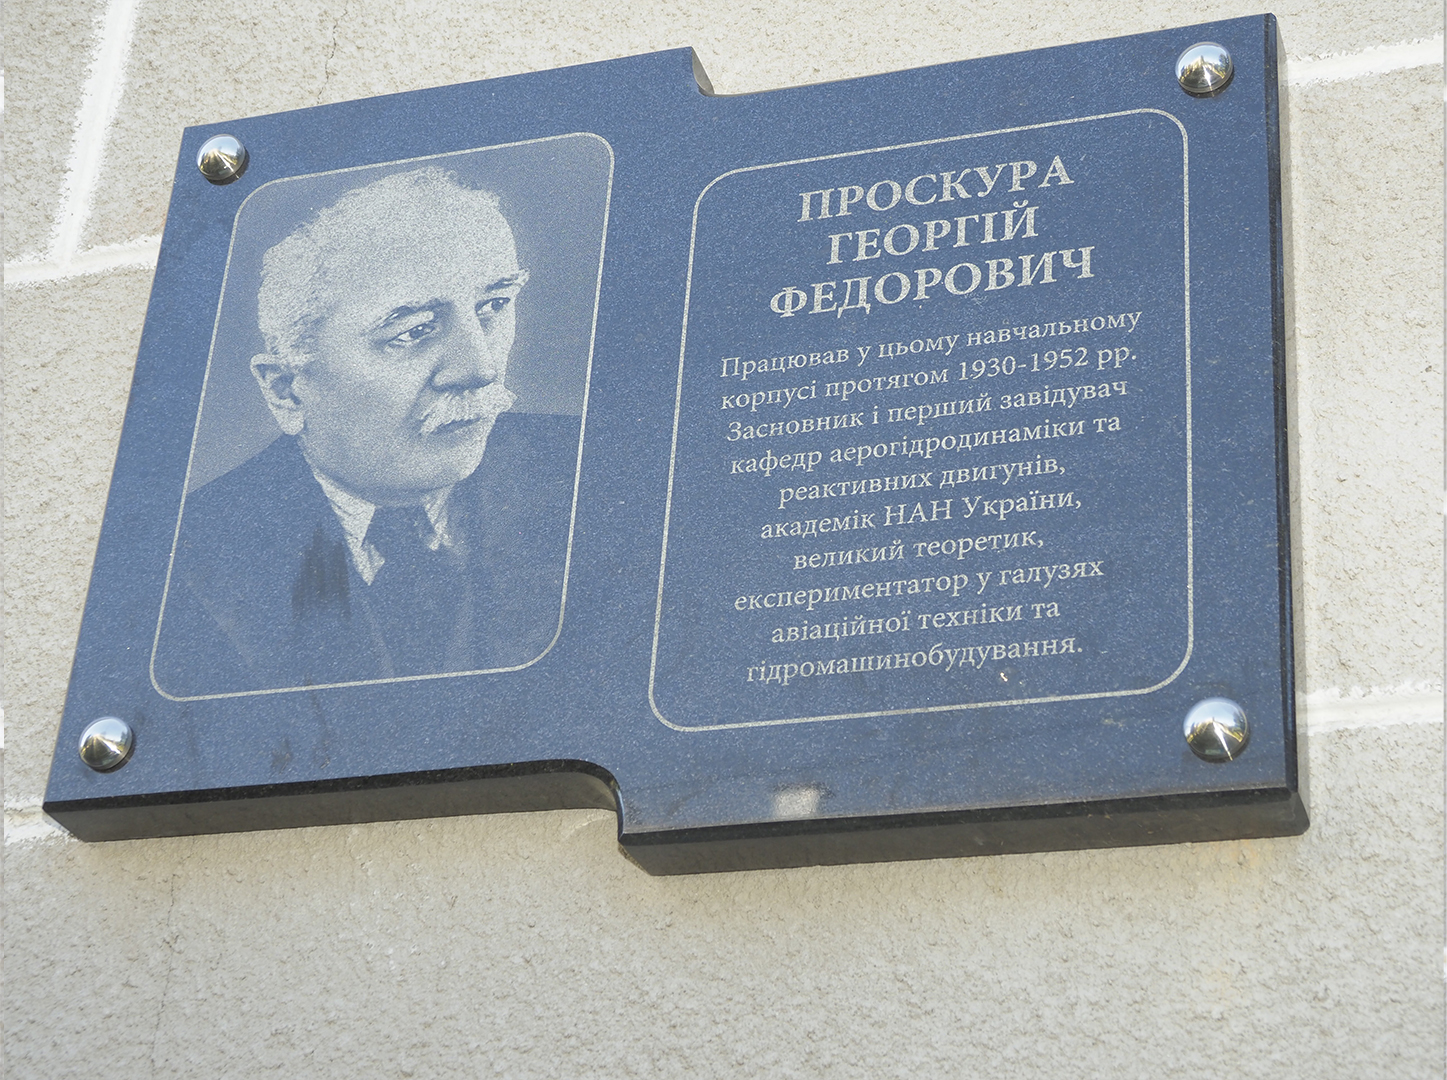 ПРОСКУРА
ГЕОРГІЙ
ФЕДОРОВИЧ
Працював у цьому навчальному
корпусі протягом 1930-1952 рр.
Засновник і перший завідувач
кафедр аерогідродинаміки та
реактивних двигунів,
академік НАН України,
великий теоретик,
експериментатор у галузях
авіаційної техніки та
гідромашинобудування.